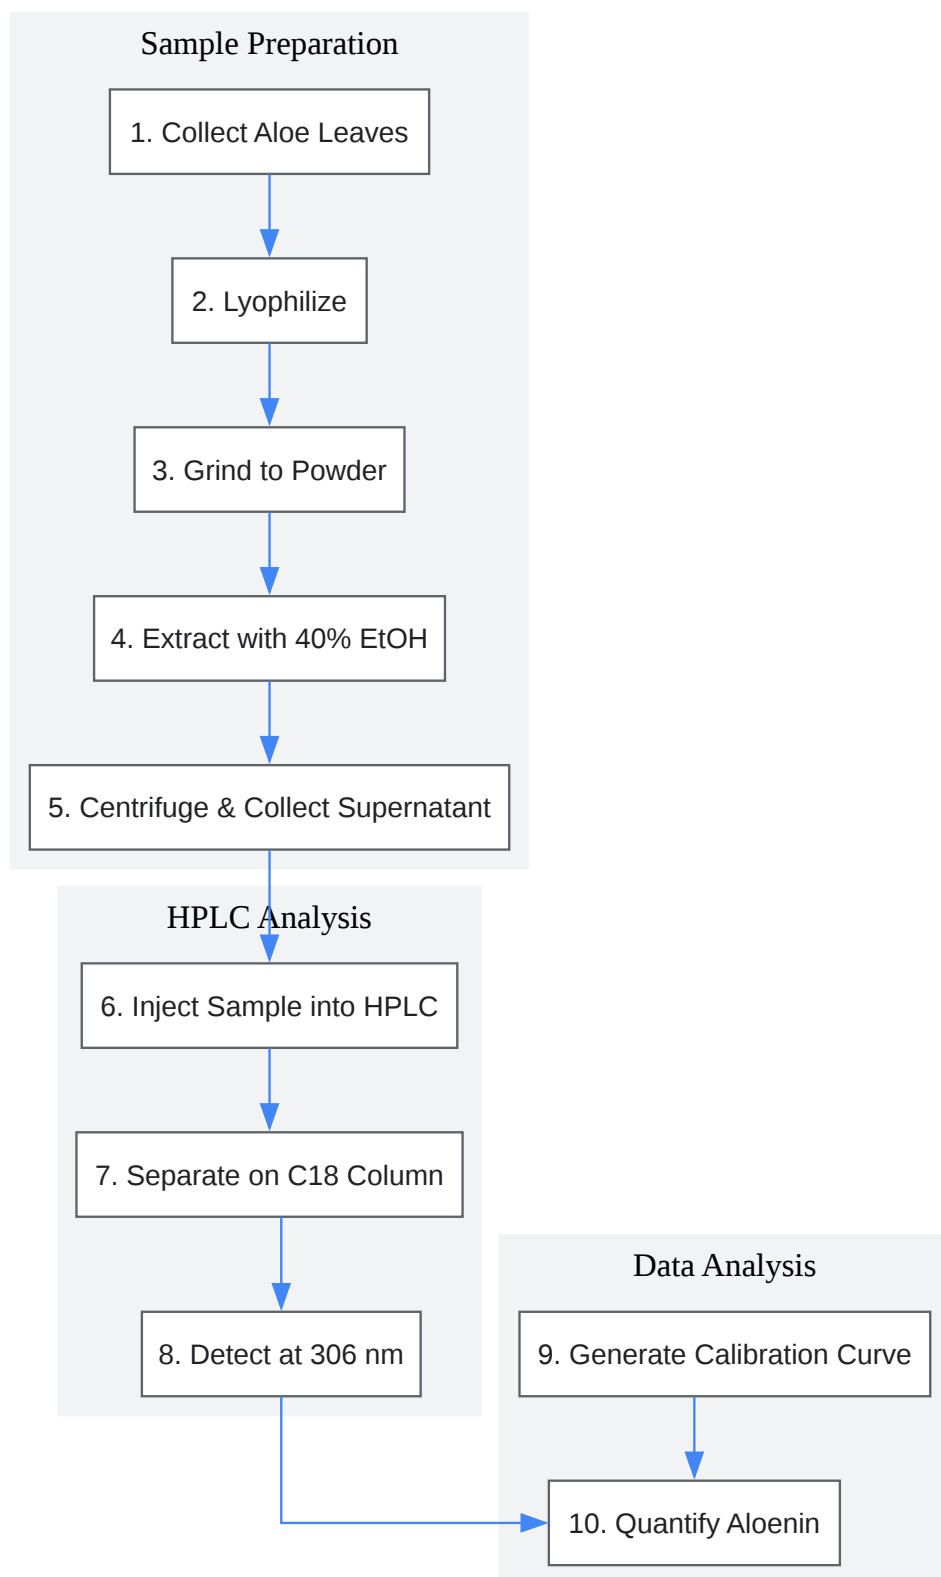 Sample Preparation
1. Collect Aloe Leaves
2. Lyophilize
3. Grind to Powder
4. Extract with 40% EtOH
5. Centrifuge & Collect Supernatant
HPLC Analysis
6. Inject Sample into HPLC
7. Separate on C18 Column
8. Detect at 306 nm
Data Analysis
9. Generate Calibration Curve
10. Quantify Aloenin